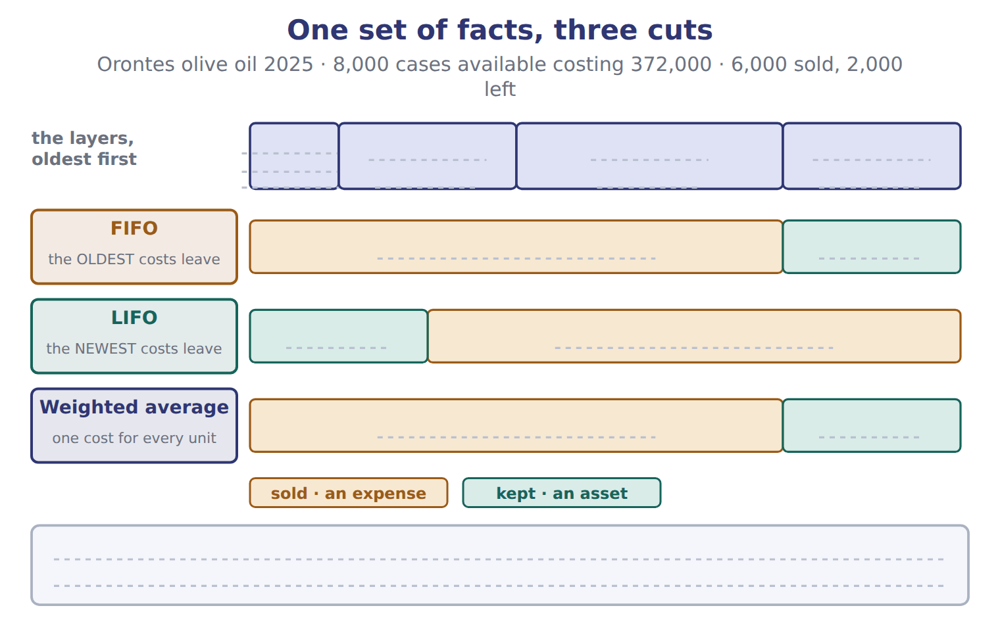 One set of facts, three cuts
Orontes olive oil 2025 · 8,000 cases available costing 372,000 · 6,000 sold, 2,000
left
the layers,
oldest first
FIFO
the OLDEST costs leave
LIFO
the NEWEST costs leave
Weighted average
one cost for every unit
sold · an expense
kept · an asset